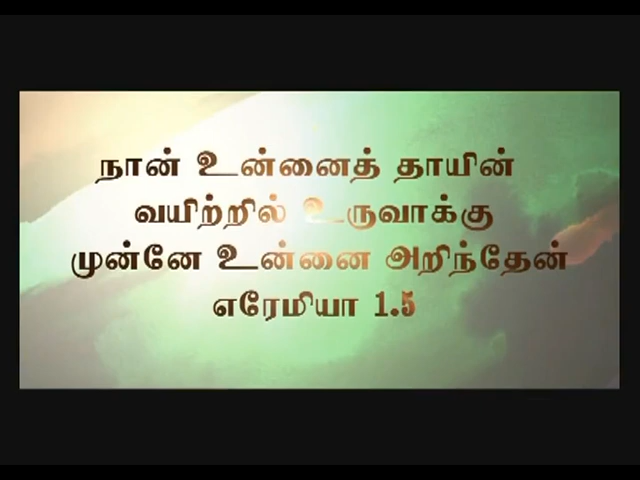 நான் உன்னைத் தாயின்
வயிற்றில் உருவாக்கு
முன்னே உன்னை அறிந்தேன்
எரேமியா 1.5